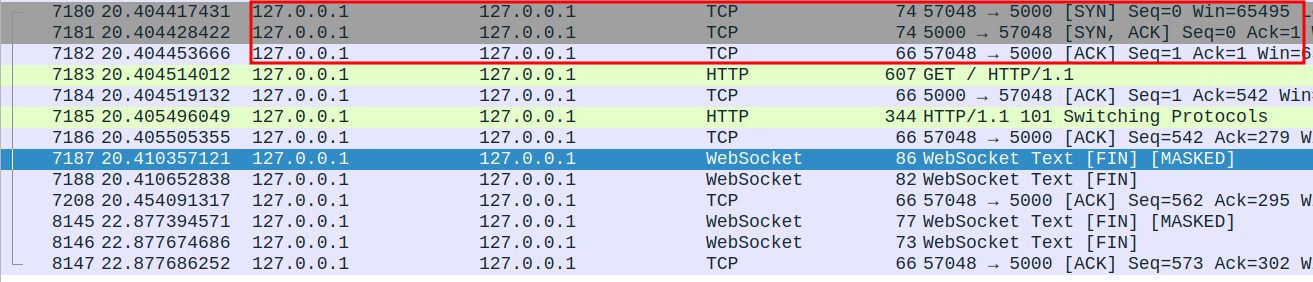 7180 20.404417431 127.0.0.1 127.0.0.1 TCP 74 57048 → 5000 [SYN] Seq=0 Win=65495
7181 20.404428422 127.0.0.1 127.0.0.1 TCP 74 5000 → 57048 [SYN, ACK] Seq=0 Ack=1
7182 20.404453666 127.0.0.1 127.0.0.1 TCP 66 57048 → 5000 [ACK] Seq=1 Ack=1 Win=6
7183 20.404514012 127.0.0.1 127.0.0.1 HTTP 607 GET / HTTP/1.1
7184 20.404519132 127.0.0.1 127.0.0.1 TCP 66 5000 → 57048 [ACK] Seq=1 Ack=542 Win
7185 20.405496049 127.0.0.1 127.0.0.1 HTTP 344 HTTP/1.1 101 Switching Protocols
7186 20.405505355 127.0.0.1 127.0.0.1 TCP 66 57048 → 5000 [ACK] Seq=542 Ack=279 W
7187 20.410357121 127.0.0.1 127.0.0.1 WebSocket 86 WebSocket Text [FIN] [MASKED]
7188 20.410652838 127.0.0.1 127.0.0.1 WebSocket 82 WebSocket Text [FIN]
7208 20.454091317 127.0.0.1 127.0.0.1 TCP 66 57048 → 5000 [ACK] Seq=562 Ack=295 W
8145 22.877394571 127.0.0.1 127.0.0.1 WebSocket 77 WebSocket Text [FIN] [MASKED]
8146 22.877674686 127.0.0.1 127.0.0.1 WebSocket 73 WebSocket Text [FIN]
8147 22.877686252 127.0.0.1 127.0.0.1 TCP 66 57048 → 5000 [ACK] Seq=573 Ack=302 W